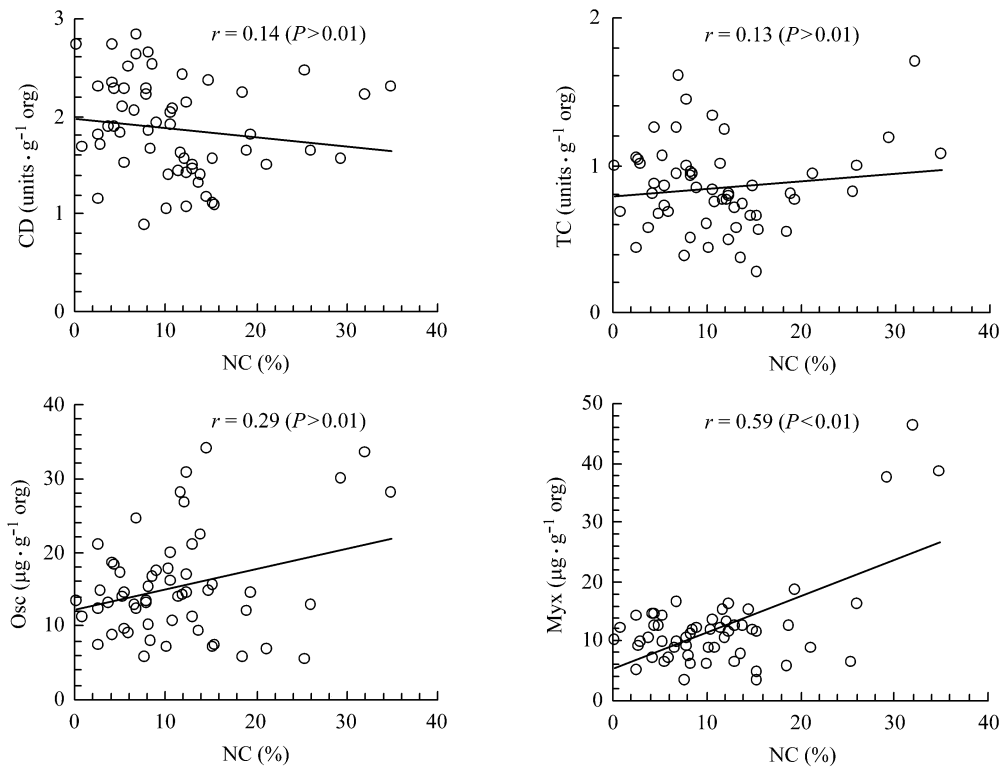 r = 0.14 (P>0.01)
3
2
1
0
CD (units·g⁻¹ org)
0 10 20 30 40
NC (%)
r = 0.13 (P>0.01)
2
1
0
TC (units·g⁻¹ org)
0 10 20 30 40
NC (%)
r = 0.29 (P>0.01)
40
30
20
10
0
Osc (μg·g⁻¹ org)
0 10 20 30 40
NC (%)
r = 0.59 (P<0.01)
50
40
30
20
10
0
Myx (μg·g⁻¹ org)
0 10 20 30 40
NC (%)